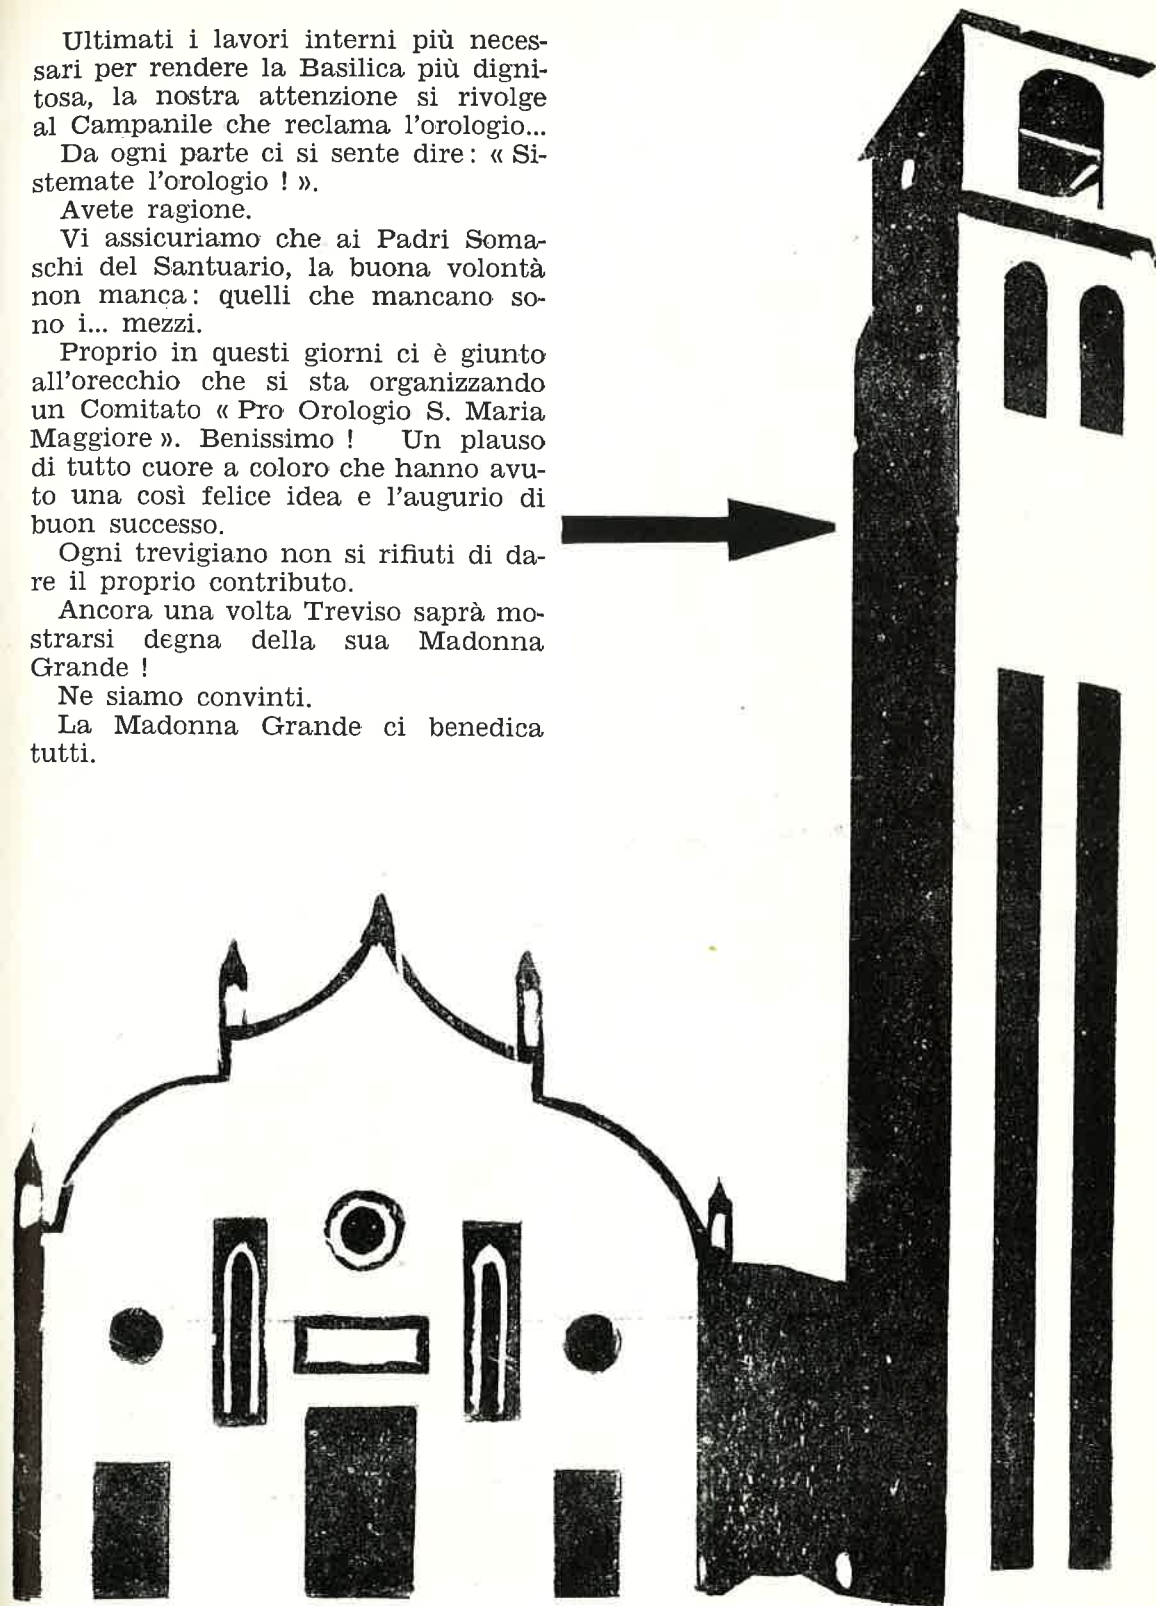 Ultimati i lavori interni più neces-
sari per rendere la Basilica più digni-
tosa, la nostra attenzione si rivolge
al Campanile che reclama l'orologio...
Da ogni parte ci si sente dire: « Si-
stemate l'orologio ! ».
Avete ragione.
Vi assicuriamo che ai Padri Soma-
schi del Santuario, la buona volontà
non manca: quelli che mancano so-
no i... mezzi.
Proprio in questi giorni ci è giunto
all'orecchio che si sta organizzando
un Comitato « Pro Orologio S. Maria
Maggiore ». Benissimo ! Un plauso
di tutto cuore a coloro che hanno avu-
to una così felice idea e l'augurio di
buon successo.
Ogni trevigiano non si rifiuti di da-
re il proprio contributo.
Ancora una volta Treviso saprà mo-
strarsi degna della sua Madonna
Grande !
Ne siamo convinti.
La Madonna Grande ci benedica
tutti.